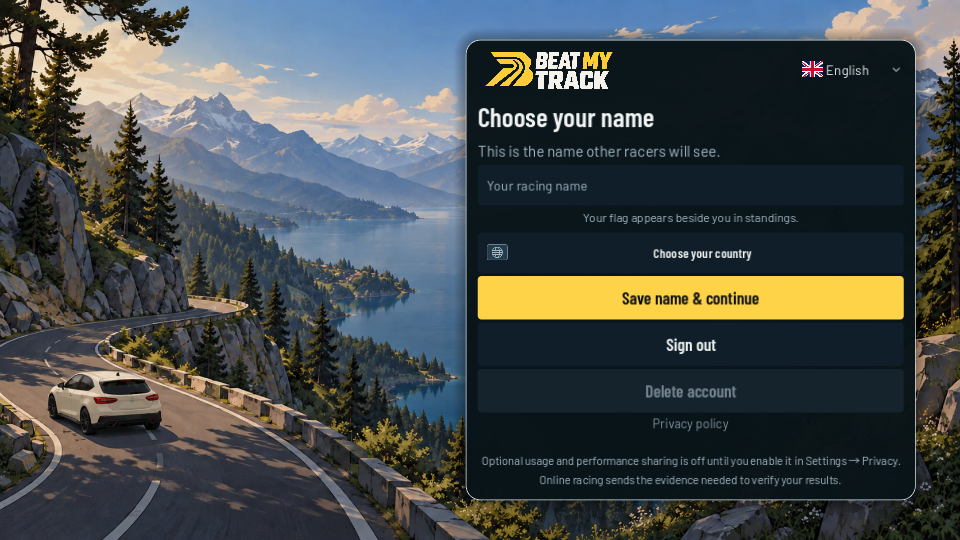 BEAT MY
TRACK
English
Choose your name
This is the name other racers will see.
Your racing name
Your flag appears beside you in standings.
Choose your country
Save name & continue
Sign out
Delete account
Privacy policy
Optional usage and performance sharing is off until you enable it in Settings → Privacy.
Online racing sends the evidence needed to verify your results.